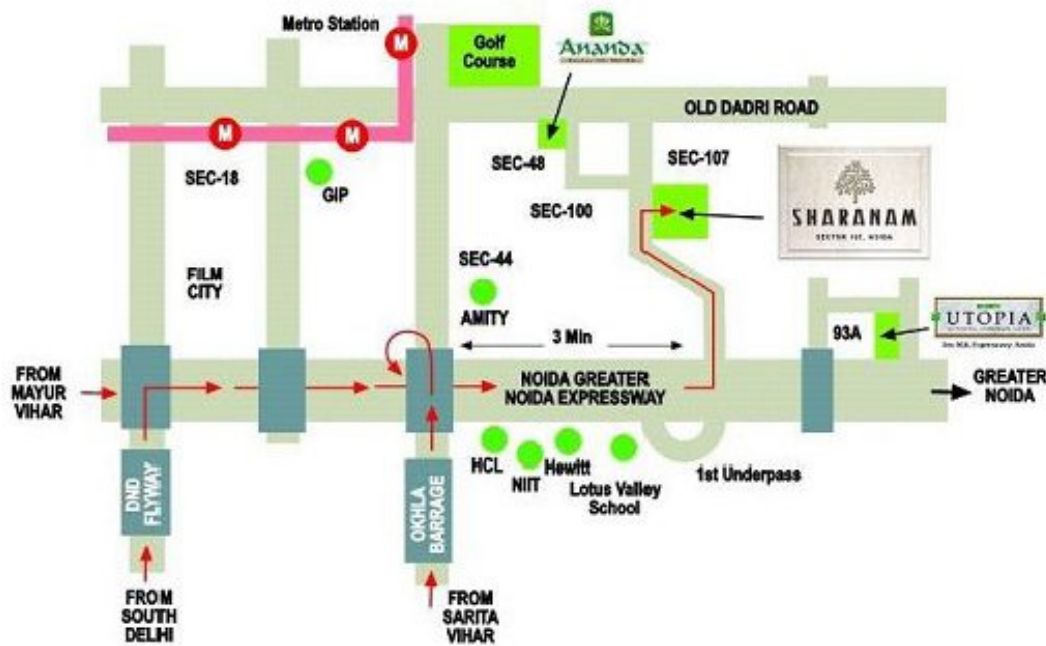 Metro Station
M
Golf
Course
ANANDA
OLD DADRI ROAD
M
M
SEC-18
GIP
SEC-48
SEC-107
SEC-100
SHARANAM
SECTOR 107, NOIDA
FILM
CITY
SEC-44
AMITY
3 Min
93A
UTOPIA
FROM
MAYUR
VIHAR
NOIDA GREATER
NOIDA EXPRESSWAY
GREATER
NOIDA
HCL
NIIT
Hewitt
Lotus Valley
School
1st Underpass
DND
FLYWAY
OKHLA
BARRAGE
FROM
SOUTH
DELHI
FROM
SARITA
VIHAR